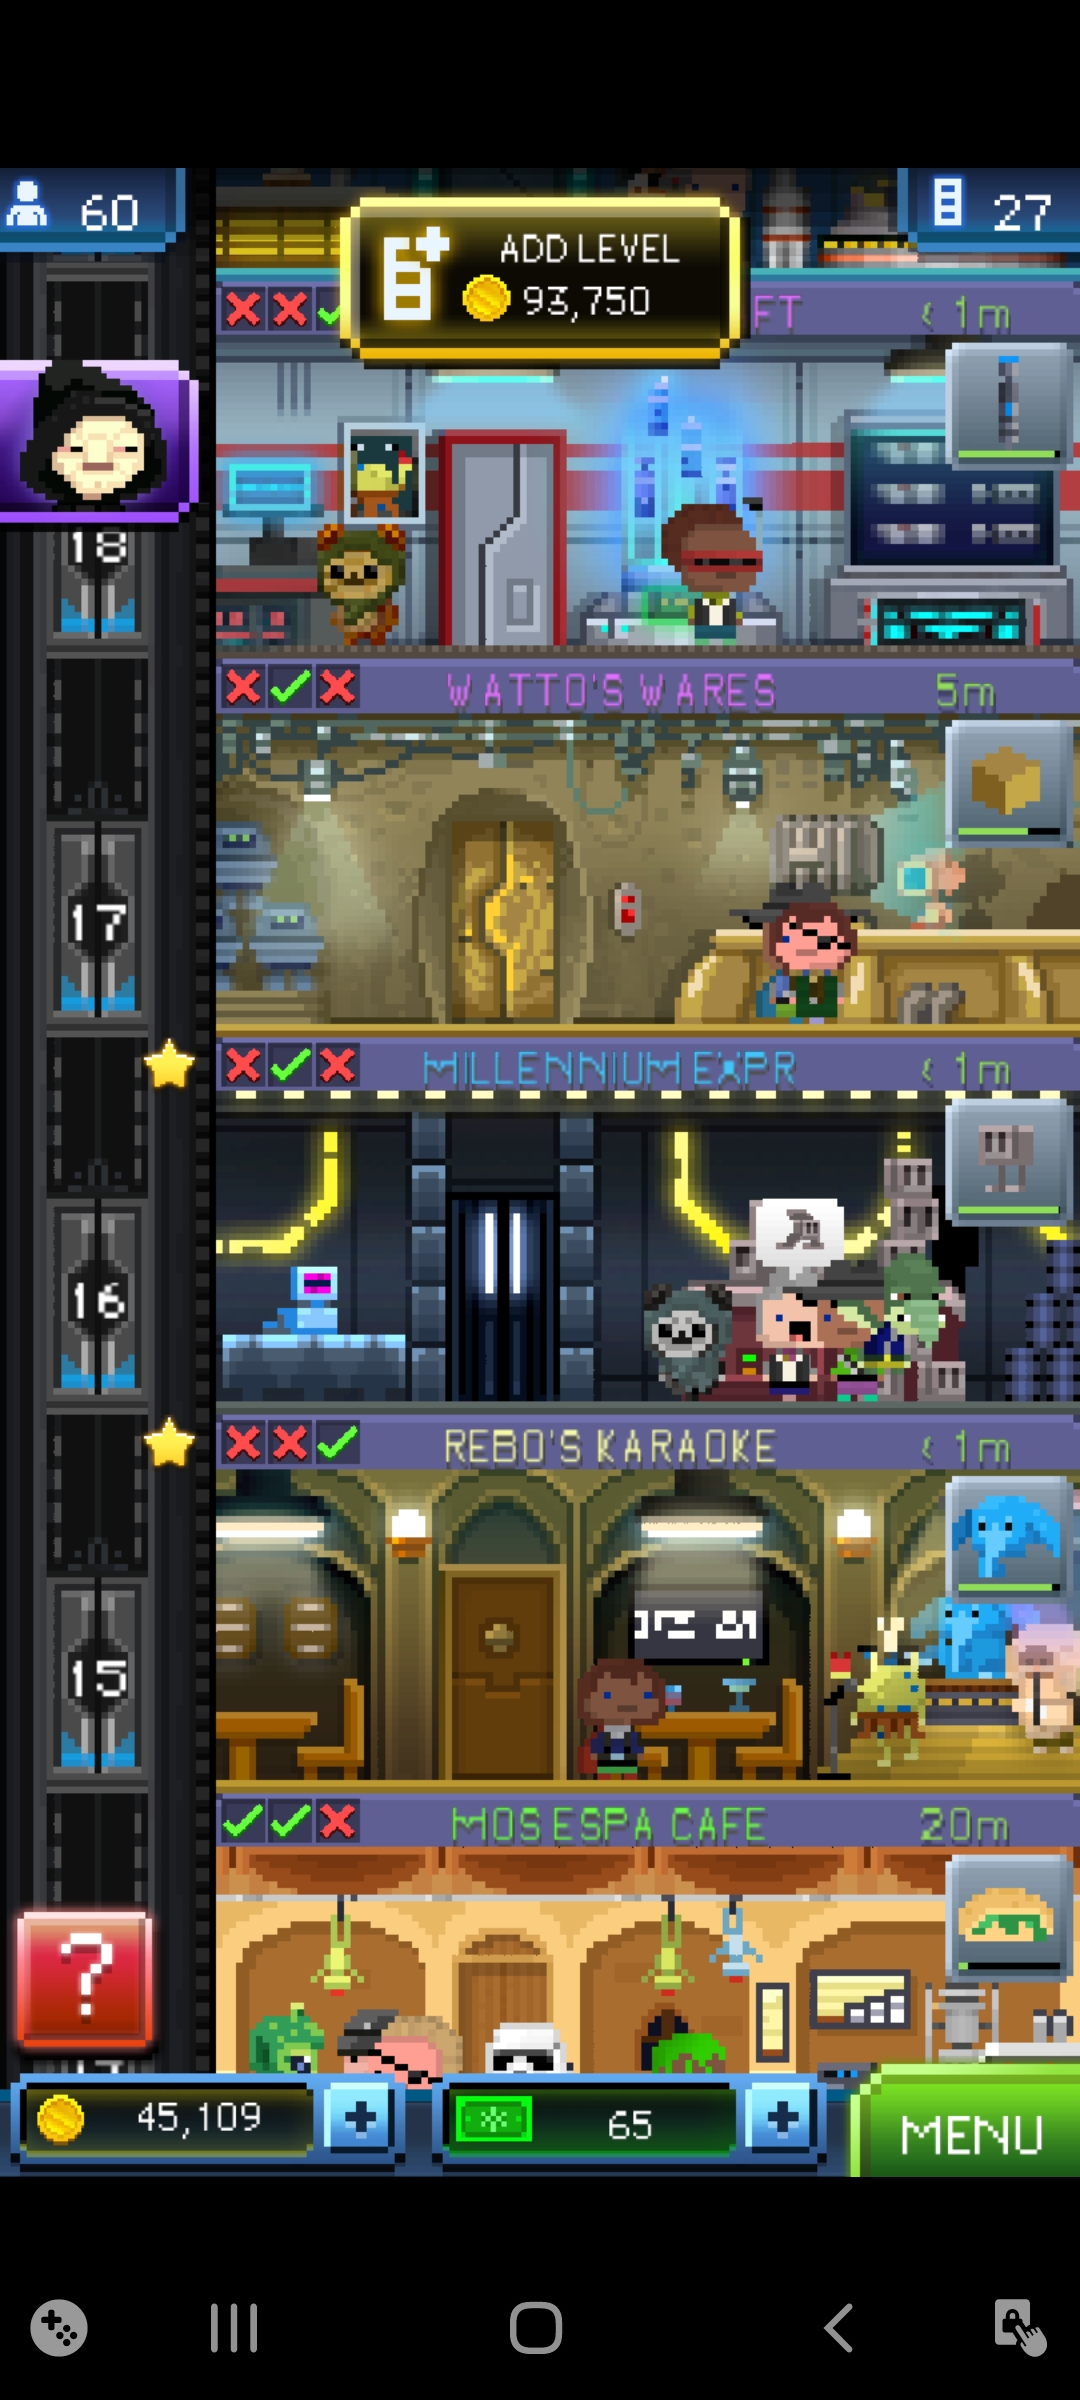 60
27
ADD LEVEL
93,750
FT
< 1m
18
WATTO'S WARES
5m
17
MILLENNIUM EXPR
< 1m
16
REBO'S KARAOKE
< 1m
15
MOS ESPA CAFE
20m
?
45,109
+
65
+
MENU